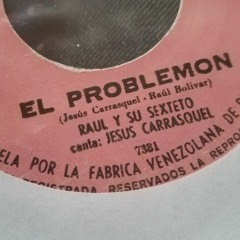 EL PROBLEMON
(Jesús Carrasquel - Raúl Bolívar)
RAUL Y SU SEXTETO
canta: JESUS CARRASQUEL
7381
ELA POR LA FABRICA VENEZOLANA DE
REGISTRADA. RESERVADOS LA REPRO